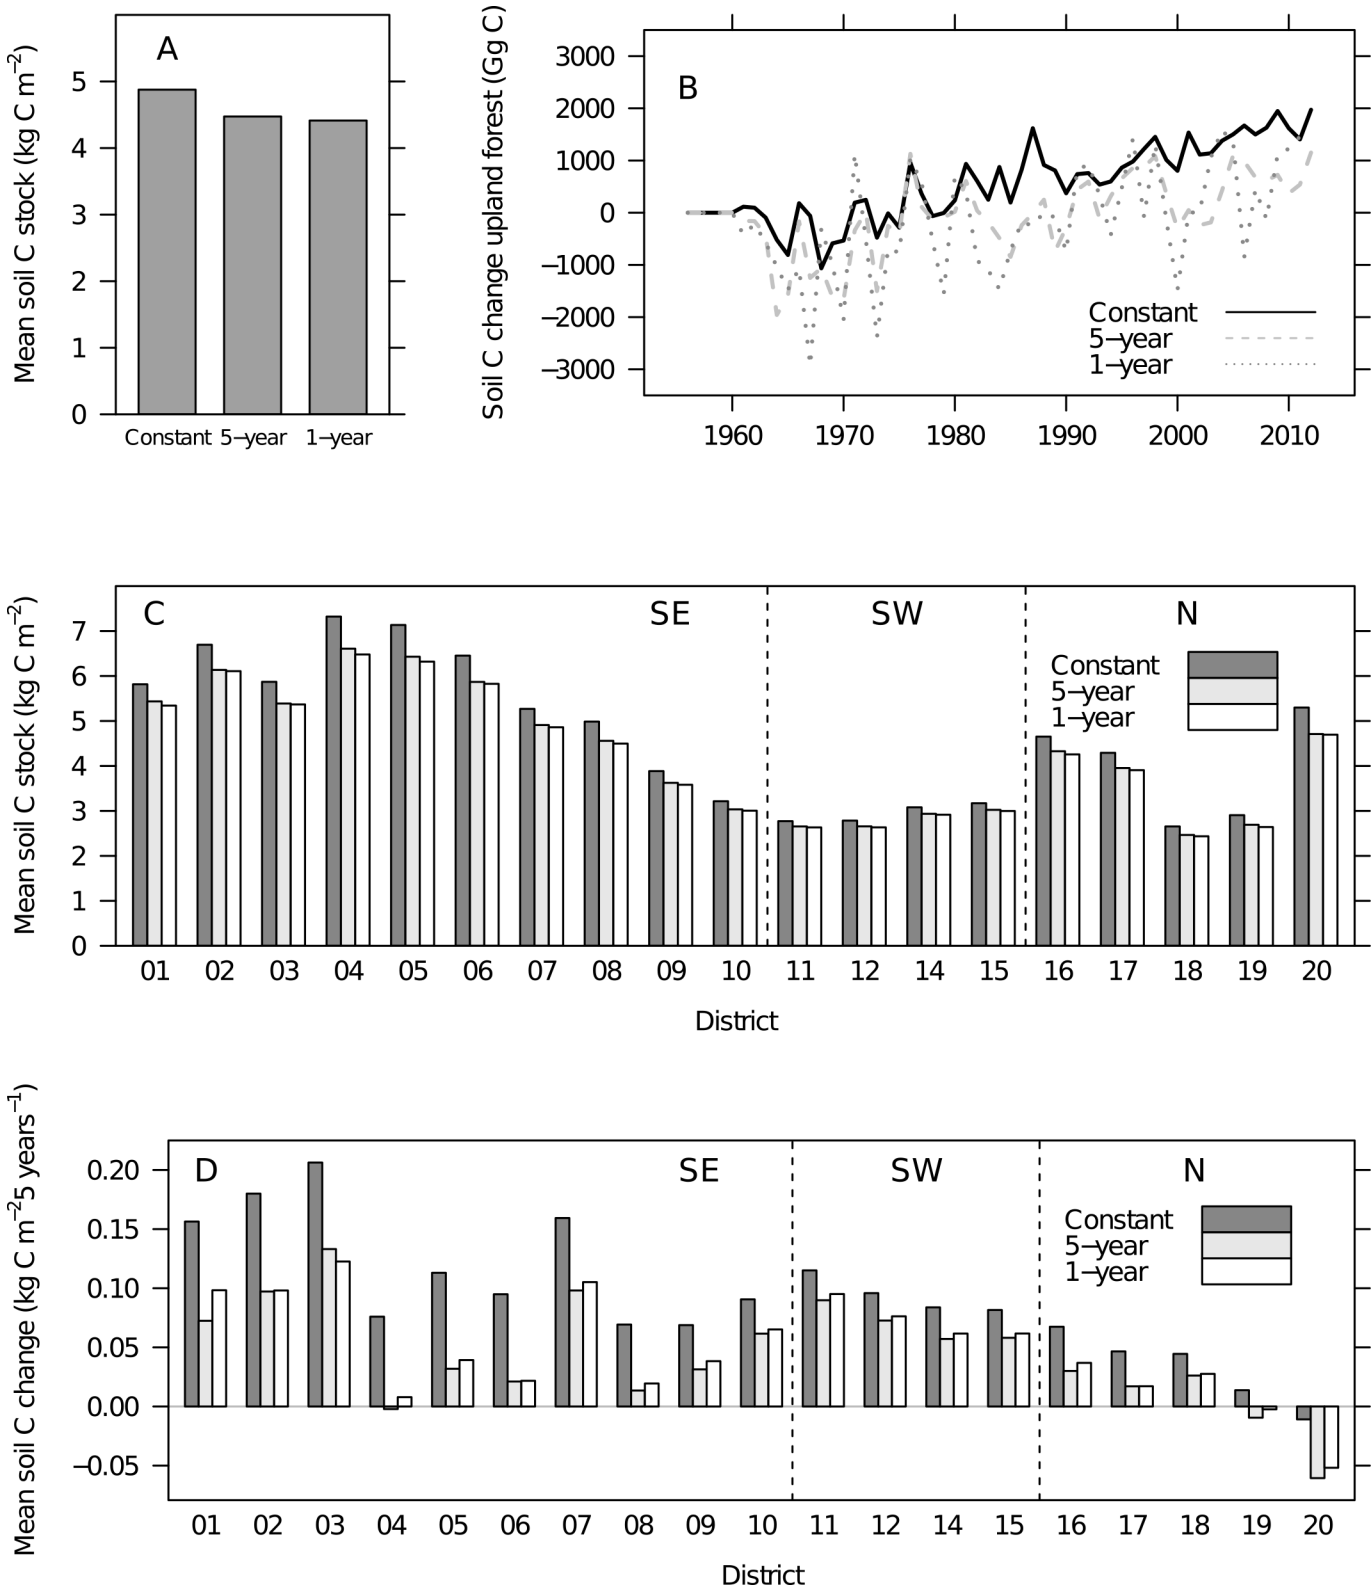 A
Mean soil C stock (kg C m−2)
5
4
3
2
1
0
Constant 5−year 1−year
B
Soil C change upland forest (Gg C)
3000
2000
1000
0
−1000
−2000
−3000
Constant
5−year
1−year
1960 1970 1980 1990 2000 2010
C SE SW N
Mean soil C stock (kg C m−2)
7
6
5
4
3
2
1
0
Constant
5−year
1−year
01 02 03 04 05 06 07 08 09 10 11 12 14 15 16 17 18 19 20
District
D SE SW N
Mean soil C change (kg C m−25 years−1)
0.20
0.15
0.10
0.05
0.00
−0.05
Constant
5−year
1−year
01 02 03 04 05 06 07 08 09 10 11 12 14 15 16 17 18 19 20
District